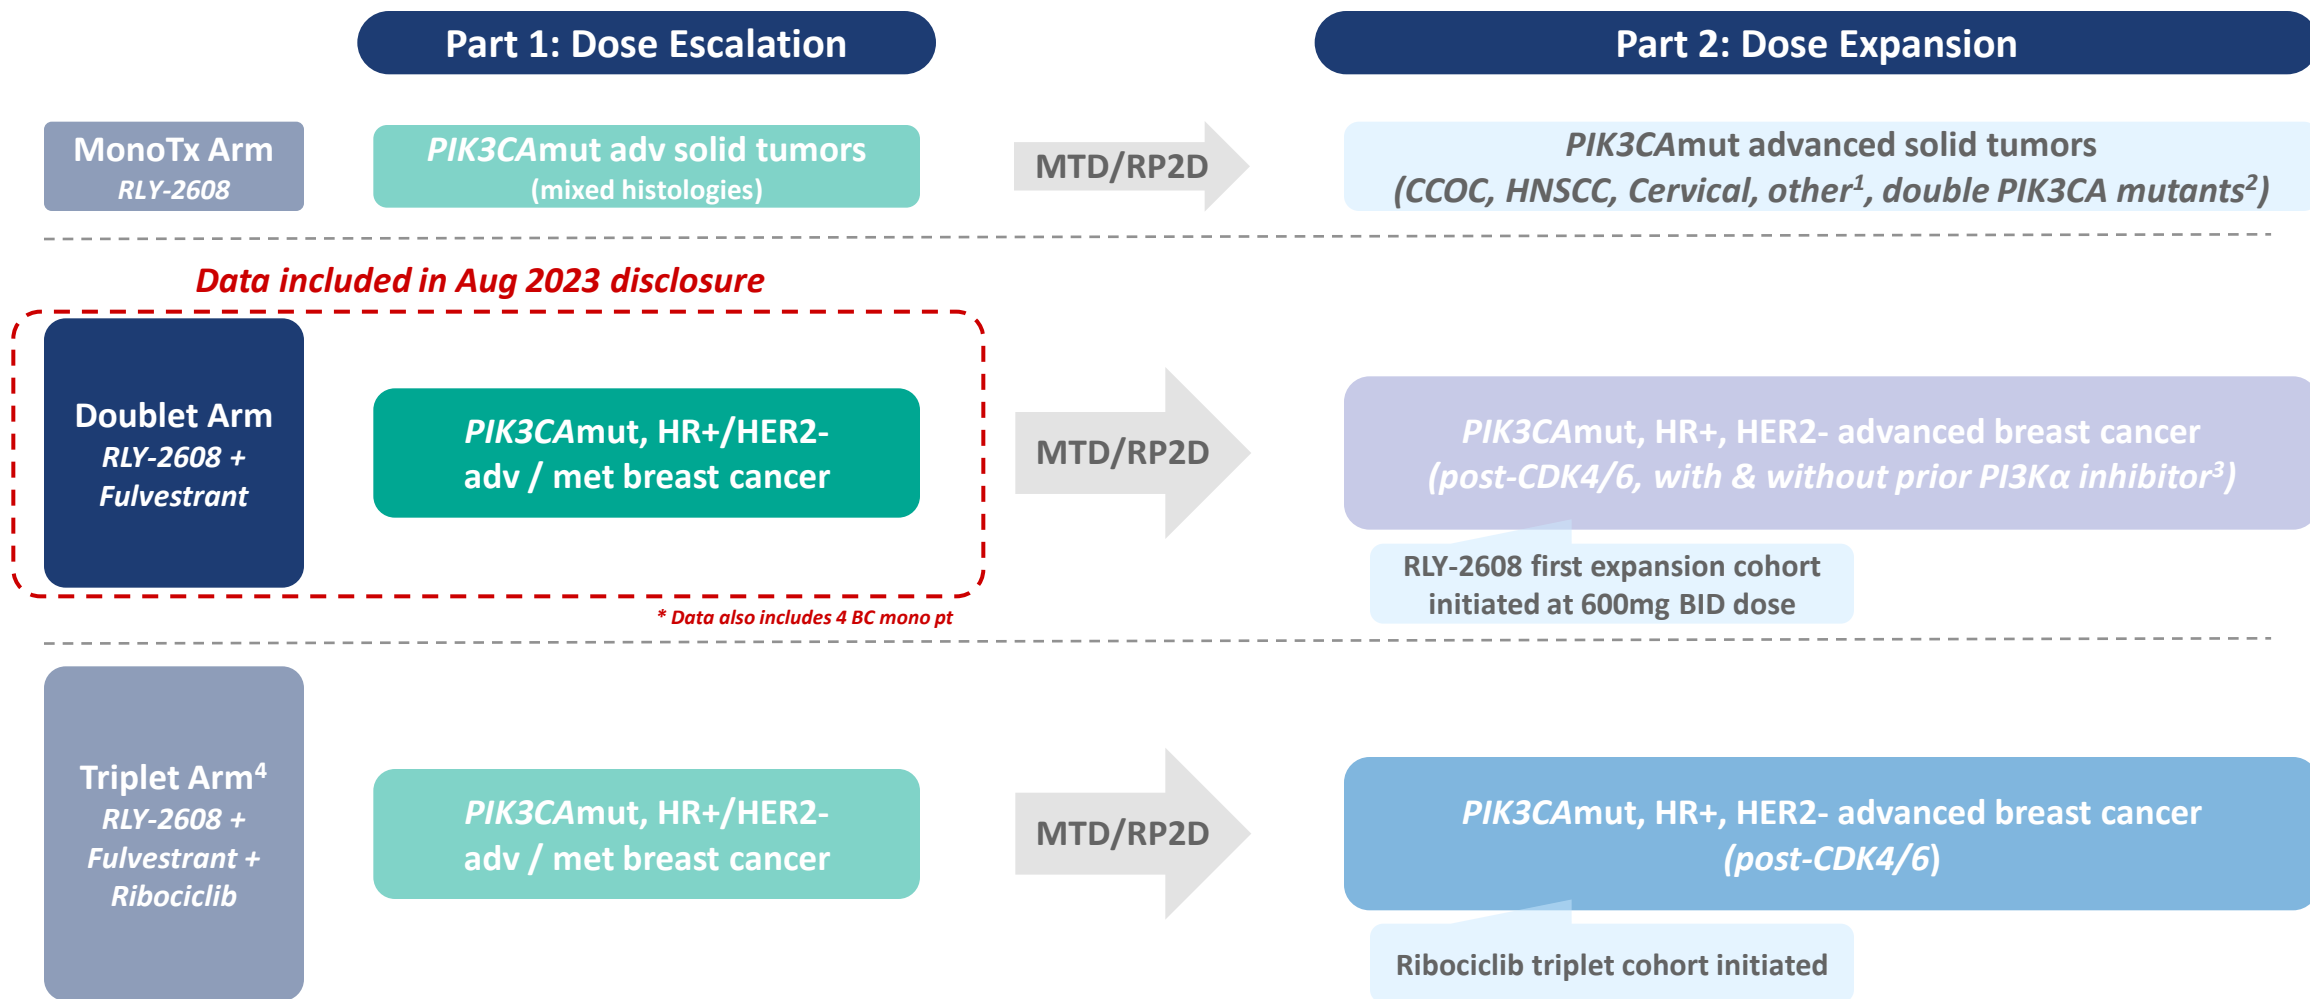 Part 1: Dose Escalation
Part 2: Dose Expansion
MonoTx Arm
RLY-2608
PIK3CAmut adv solid tumors
(mixed histologies)
MTD/RP2D
PIK3CAmut advanced solid tumors
(CCOC, HNSCC, Cervical, other¹, double PIK3CA mutants²)
Data included in Aug 2023 disclosure
Doublet Arm
RLY-2608 +
Fulvestrant
PIK3CAmut, HR+/HER2-
adv / met breast cancer
MTD/RP2D
PIK3CAmut, HR+, HER2- advanced breast cancer
(post-CDK4/6, with & without prior PI3Kα inhibitor³)
RLY-2608 first expansion cohort
initiated at 600mg BID dose
* Data also includes 4 BC mono pt
Triplet Arm⁴
RLY-2608 +
Fulvestrant +
Ribociclib
PIK3CAmut, HR+/HER2-
adv / met breast cancer
MTD/RP2D
PIK3CAmut, HR+, HER2- advanced breast cancer
(post-CDK4/6)
Ribociclib triplet cohort initiated